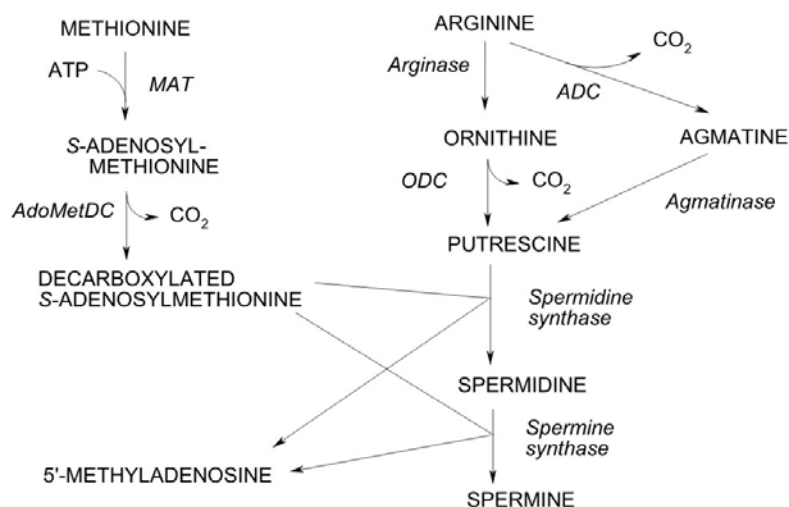 METHIONINE
ATP
MAT
S-ADENOSYL-
METHIONINE
AdoMetDC
CO2
DECARBOXYLATED
S-ADENOSYLMETHIONINE
5'-METHYLADENOSINE
ARGININE
Arginase
CO2
ADC
ORNITHINE
AGMATINE
ODC
CO2
Agmatinase
PUTRESCINE
Spermidine
synthase
SPERMIDINE
Spermine
synthase
SPERMINE